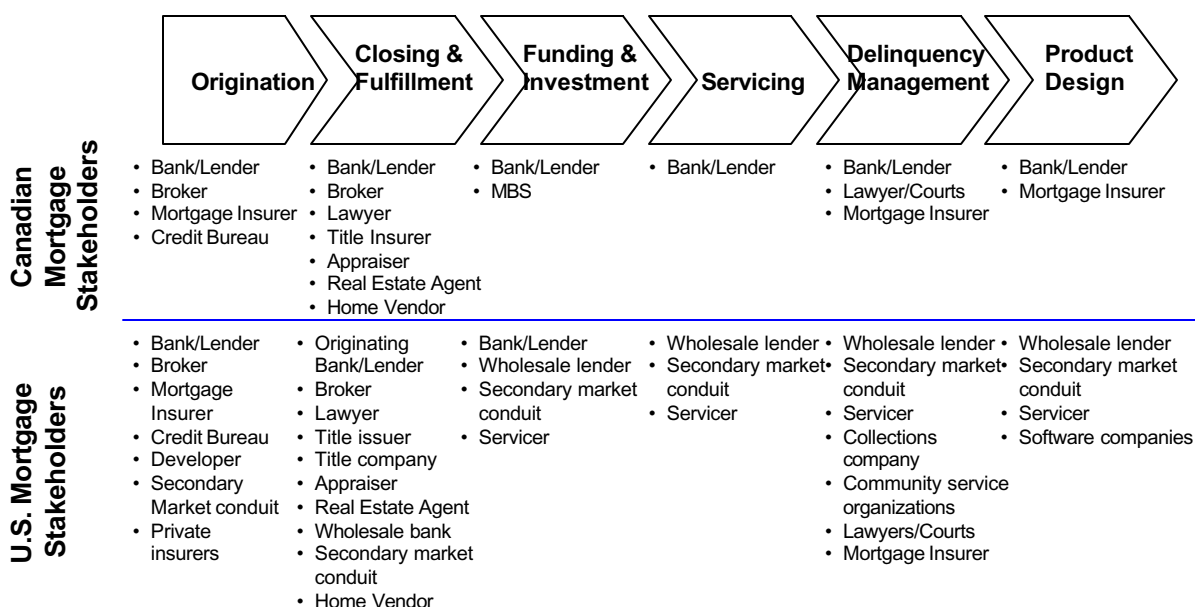 Origination
Closing &
Fulfillment
Funding &
Investment
Servicing
Delinquency
Management
Product
Design
Canadian
Mortgage
Stakeholders
• Bank/Lender
• Broker
• Mortgage Insurer
• Credit Bureau
• Bank/Lender
• Broker
• Lawyer
• Title Insurer
• Appraiser
• Real Estate Agent
• Home Vendor
• Bank/Lender
• MBS
• Bank/Lender
• Bank/Lender
• Lawyer/Courts
• Mortgage Insurer
• Bank/Lender
• Mortgage Insurer
U.S. Mortgage
Stakeholders
• Bank/Lender
• Broker
• Mortgage
Insurer
• Credit Bureau
• Developer
• Secondary
Market conduit
• Private
insurers
• Originating
Bank/Lender
• Broker
• Lawyer
• Title issuer
• Title company
• Appraiser
• Real Estate Agent
• Wholesale bank
• Secondary market
conduit
• Home Vendor
• Bank/Lender
• Wholesale lender
• Secondary market
conduit
• Servicer
• Wholesale lender
• Secondary market
conduit
• Servicer
• Wholesale lender
• Secondary market
conduit
• Servicer
• Collections
company
• Community service
organizations
• Lawyers/Courts
• Mortgage Insurer
• Wholesale lender
• Secondary market
conduit
• Servicer
• Software companies